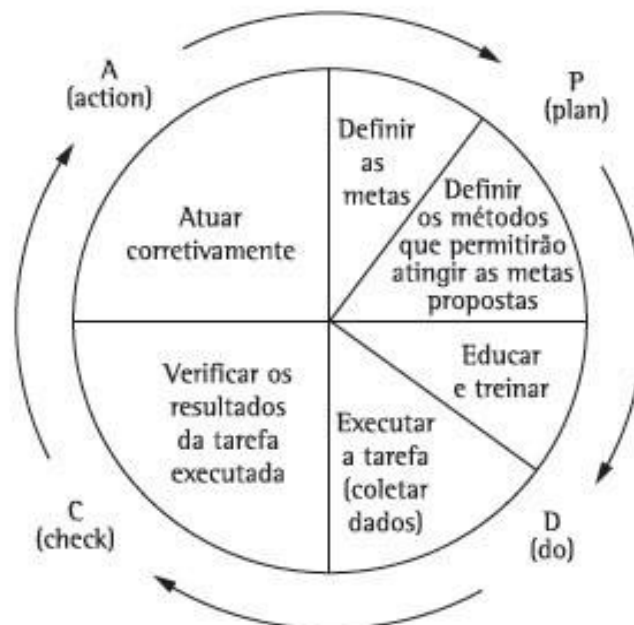 A
(action)
P
(plan)
Definir
as
metas
Definir
os métodos
que permitirão
atingir as metas
propostas
Atuar
corretivamente
Educar
e treinar
Verificar os
resultados
da tarefa
executada
Executar
a tarefa
(coletar
dados)
C
(check)
D
(do)